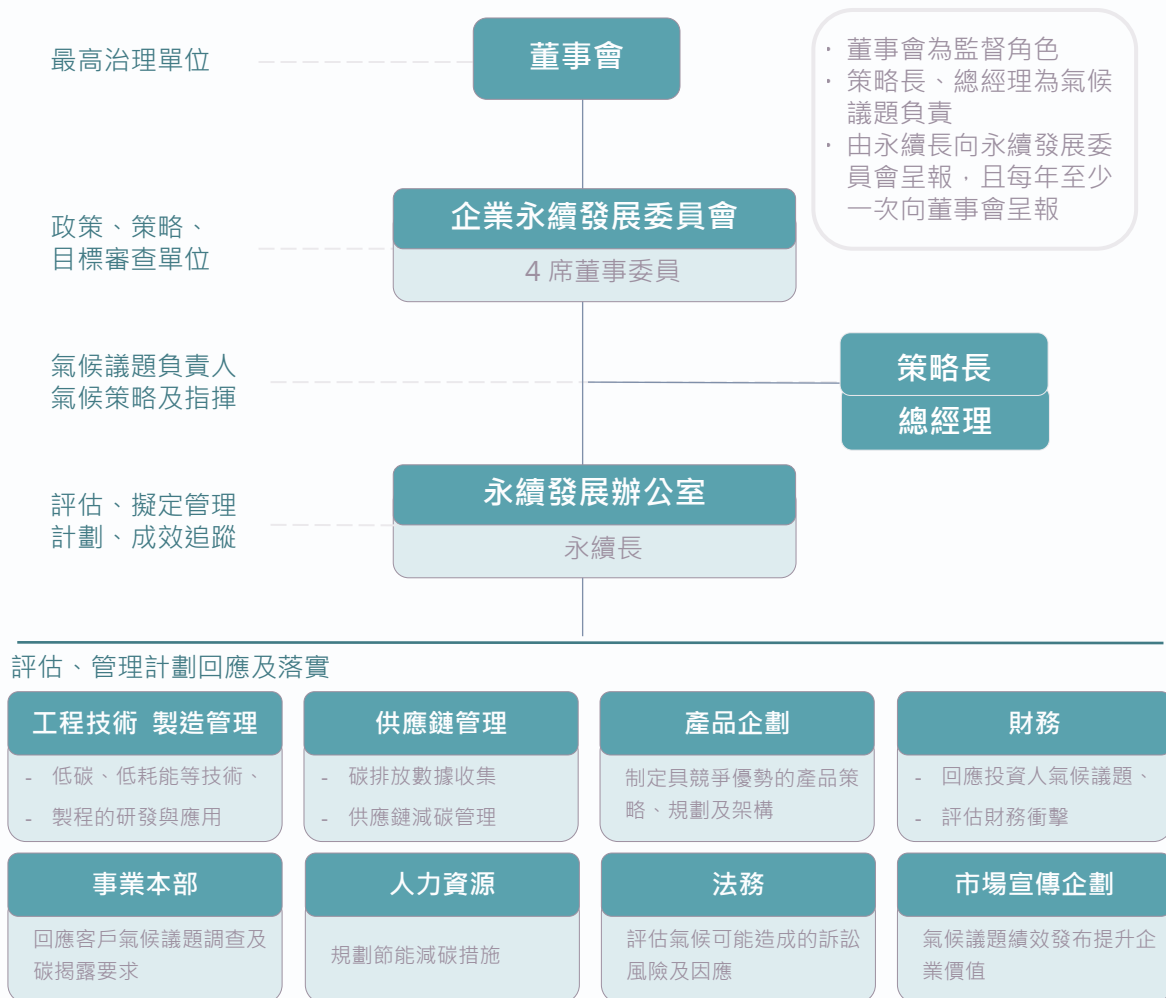 最高治理單位
董事會
· 董事會為監督角色
· 策略長、總經理為氣候
議題負責
· 由永續長向永續發展委
員會呈報，且每年至少
一次向董事會呈報
政策、策略、
目標審查單位
企業永續發展委員會
4 席董事委員
氣候議題負責人
氣候策略及指揮
策略長
總經理
評估、擬定管理
計劃、成效追蹤
永續發展辦公室
永續長
評估、管理計劃回應及落實
工程技術 製造管理
- 低碳、低耗能等技術、
- 製程的研發與應用
供應鏈管理
- 碳排放數據收集
- 供應鏈減碳管理
產品企劃
制定具競爭優勢的產品策
略、規劃及架構
財務
- 回應投資人氣候議題、
- 評估財務衝擊
事業本部
回應客戶氣候議題調查及
碳揭露要求
人力資源
規劃節能減碳措施
法務
評估氣候可能造成的訴訟
風險及因應
市場宣傳企劃
氣候議題績效發布提升企
業價值